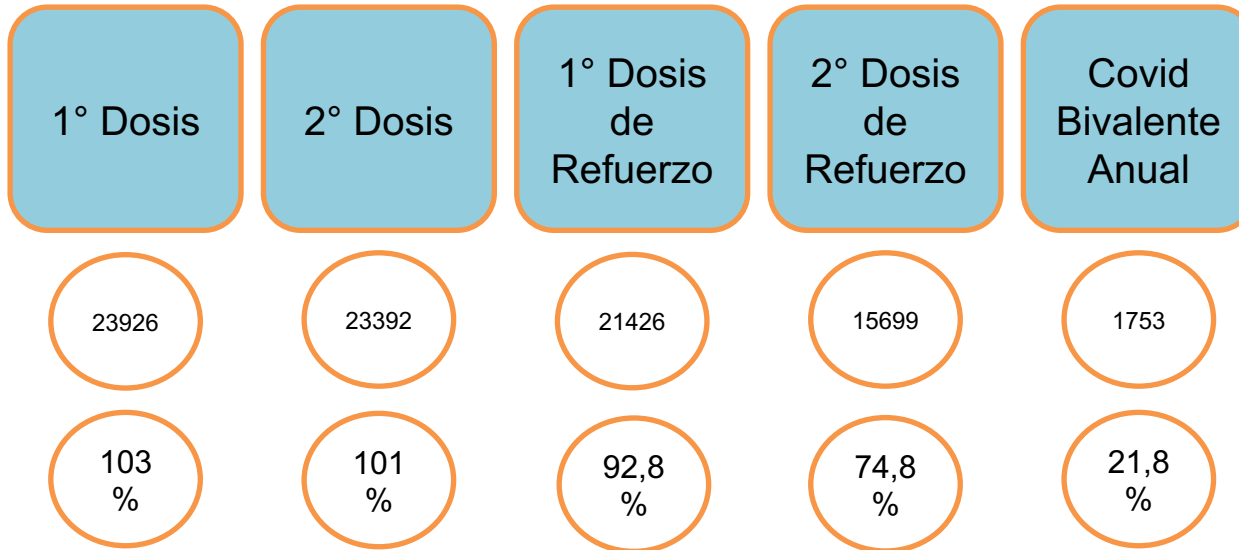 1° Dosis
2° Dosis
1° Dosis
de
Refuerzo
2° Dosis
de
Refuerzo
Covid
Bivalente
Anual
23926
23392
21426
15699
1753
103
%
101
%
92,8
%
74,8
%
21,8
%